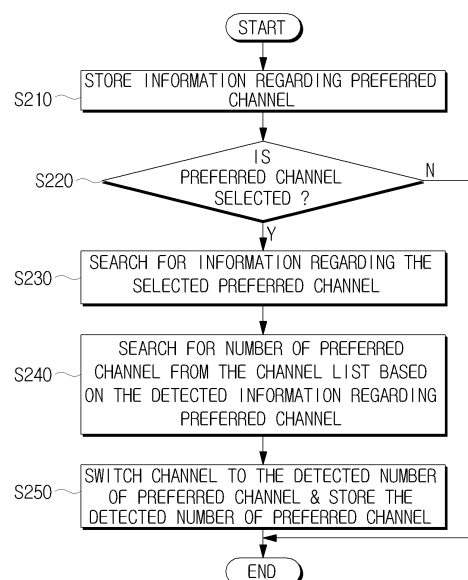 START
S210
STORE INFORMATION REGARDING PREFERRED
CHANNEL
S220
IS
PREFERRED CHANNEL
SELECTED ?
N
Y
S230
SEARCH FOR INFORMATION REGARDING THE
SELECTED PREFERRED CHANNEL
S240
SEARCH FOR NUMBER OF PREFERRED
CHANNEL FROM THE CHANNEL LIST BASED
ON THE DETECTED INFORMATION REGARDING
PREFERRED CHANNEL
S250
SWITCH CHANNEL TO THE DETECTED NUMBER
OF PREFERRED CHANNEL & STORE THE
DETECTED NUMBER OF PREFERRED CHANNEL
END